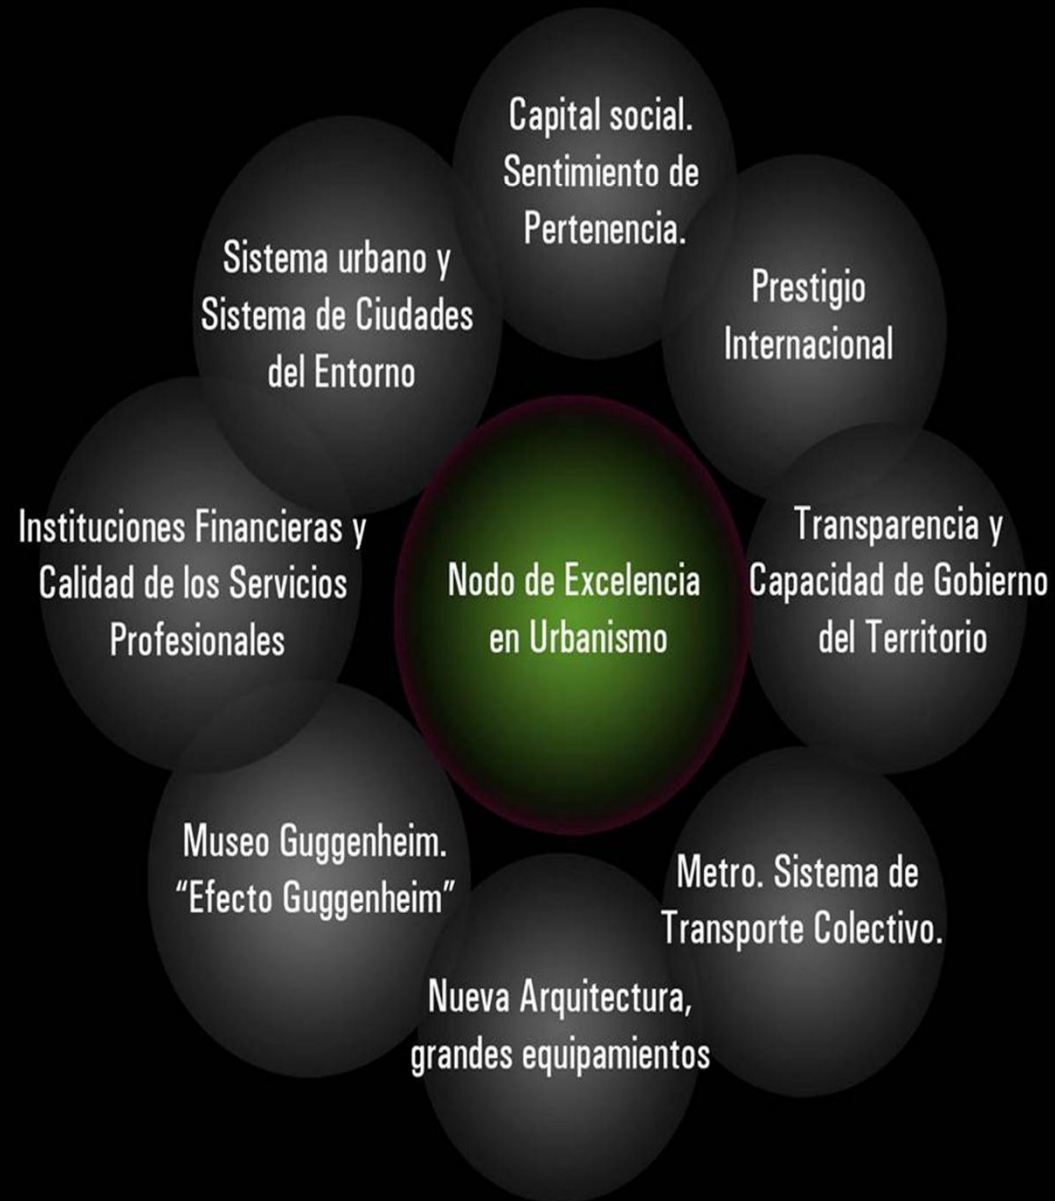 Capital social.
Sentimiento de
Pertenencia.
Prestigio
Internacional
Transparencia y
Capacidad de Gobierno
del Territorio
Metro. Sistema de
Transporte Colectivo.
Nueva Arquitectura,
grandes equipamientos
Museo Guggenheim.
“Efecto Guggenheim”
Instituciones Financieras y
Calidad de los Servicios
Profesionales
Sistema urbano y
Sistema de Ciudades
del Entorno
Nodo de Excelencia
en Urbanismo